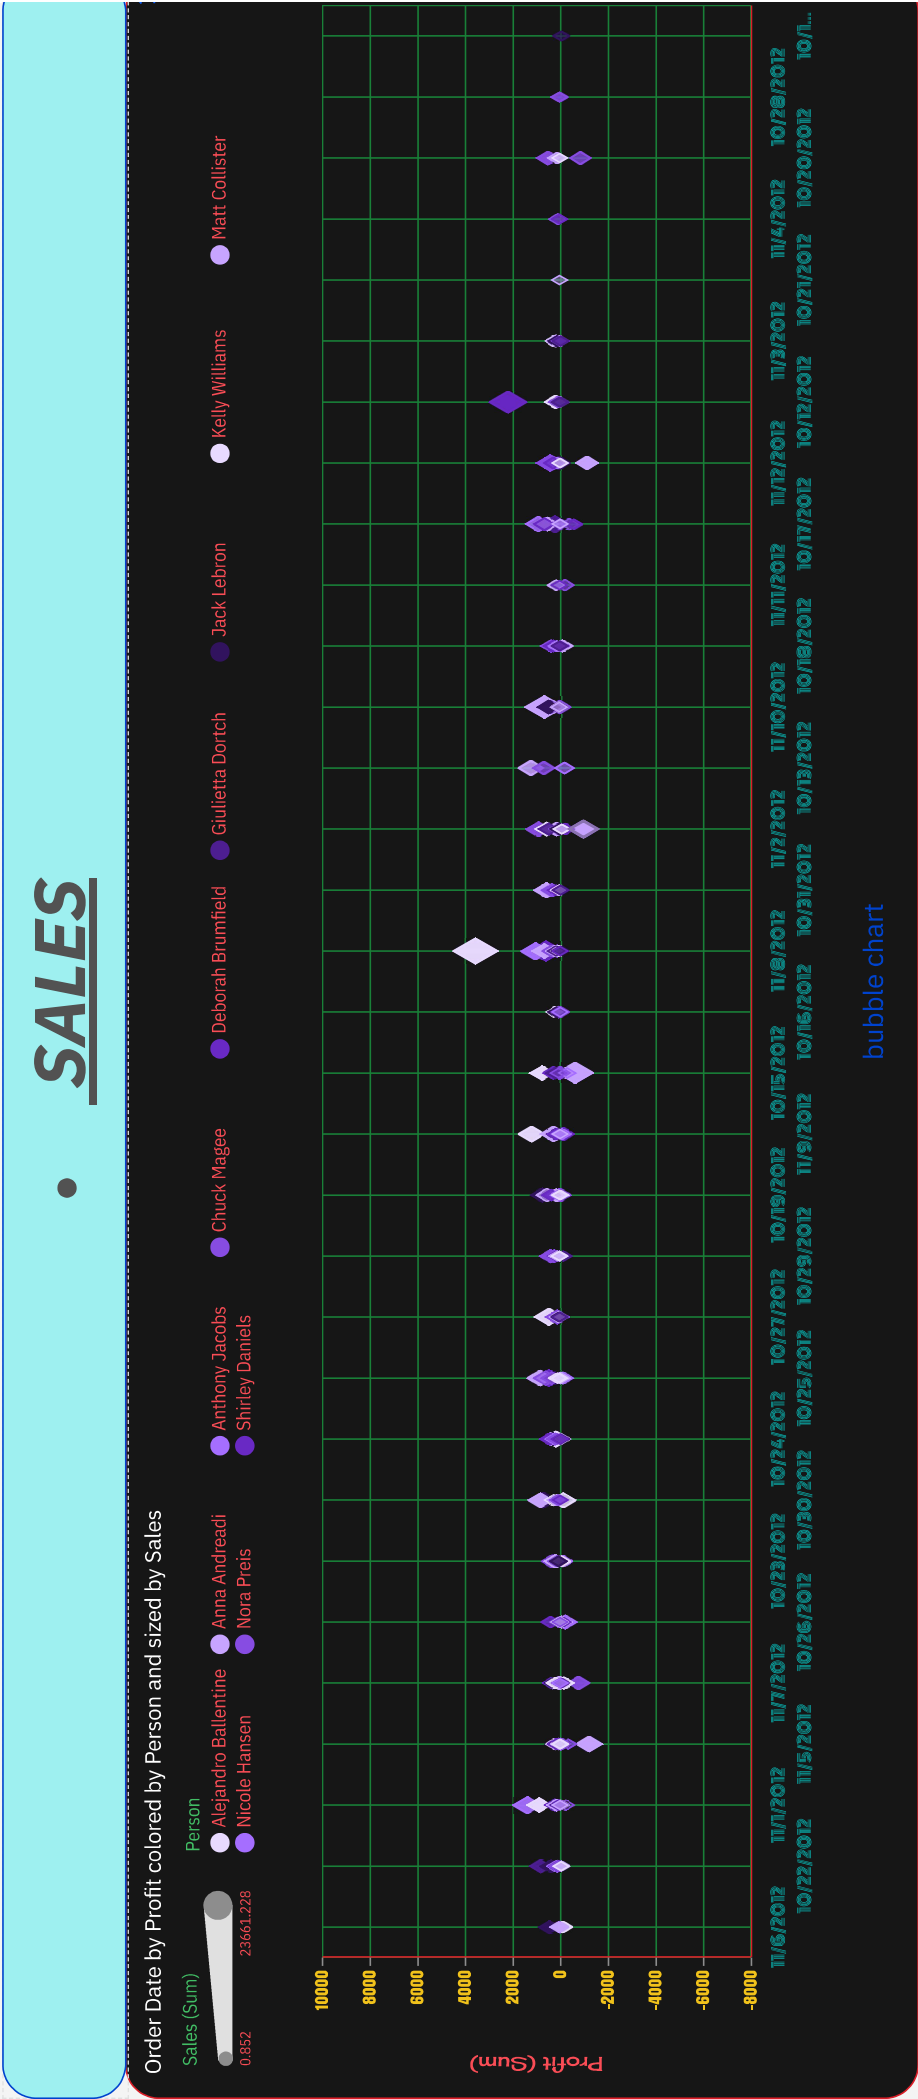 • SALES
Order Date by Profit colored by Person and sized by Sales
Sales (Sum)
0.852 23661.228
Person
Alejandro Ballentine Anna Andreadi Anthony Jacobs Chuck Magee Deborah Brumfield Giulietta Dortch Jack Lebron Kelly Williams Matt Collister
Nicole Hansen Nora Preis Shirley Daniels
Profit (Sum)
10000
8000
6000
4000
2000
0
-2000
-4000
-6000
-8000
11/6/2012 11/1/2012 11/7/2012 10/23/2012 10/24/2012 10/27/2012 10/19/2012 10/15/2012 11/8/2012 11/2/2012 11/10/2012 11/11/2012 11/12/2012 11/3/2012 11/4/2012 10/28/2012
10/22/2012 11/5/2012 10/26/2012 10/30/2012 10/25/2012 10/29/2012 11/9/2012 10/16/2012 10/31/2012 10/13/2012 10/18/2012 10/17/2012 10/12/2012 10/21/2012 10/20/2012 10/1...
bubble chart